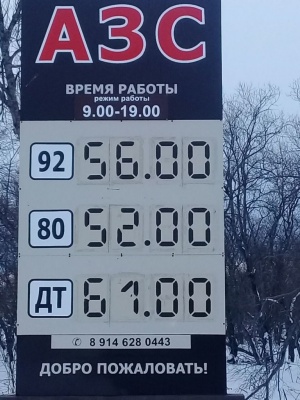 АЗС
ВРЕМЯ РАБОТЫ
режим работы
9.00-19.00
92 56.00
80 52.00
ДТ 61.00
✆ 8 914 628 0443
ДОБРО ПОЖАЛОВАТЬ!